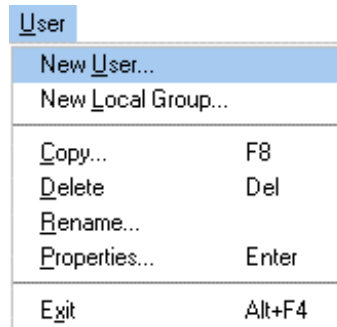 User
New User...
New Local Group...
Copy... F8
Delete Del
Rename...
Properties... Enter
Exit Alt+F4